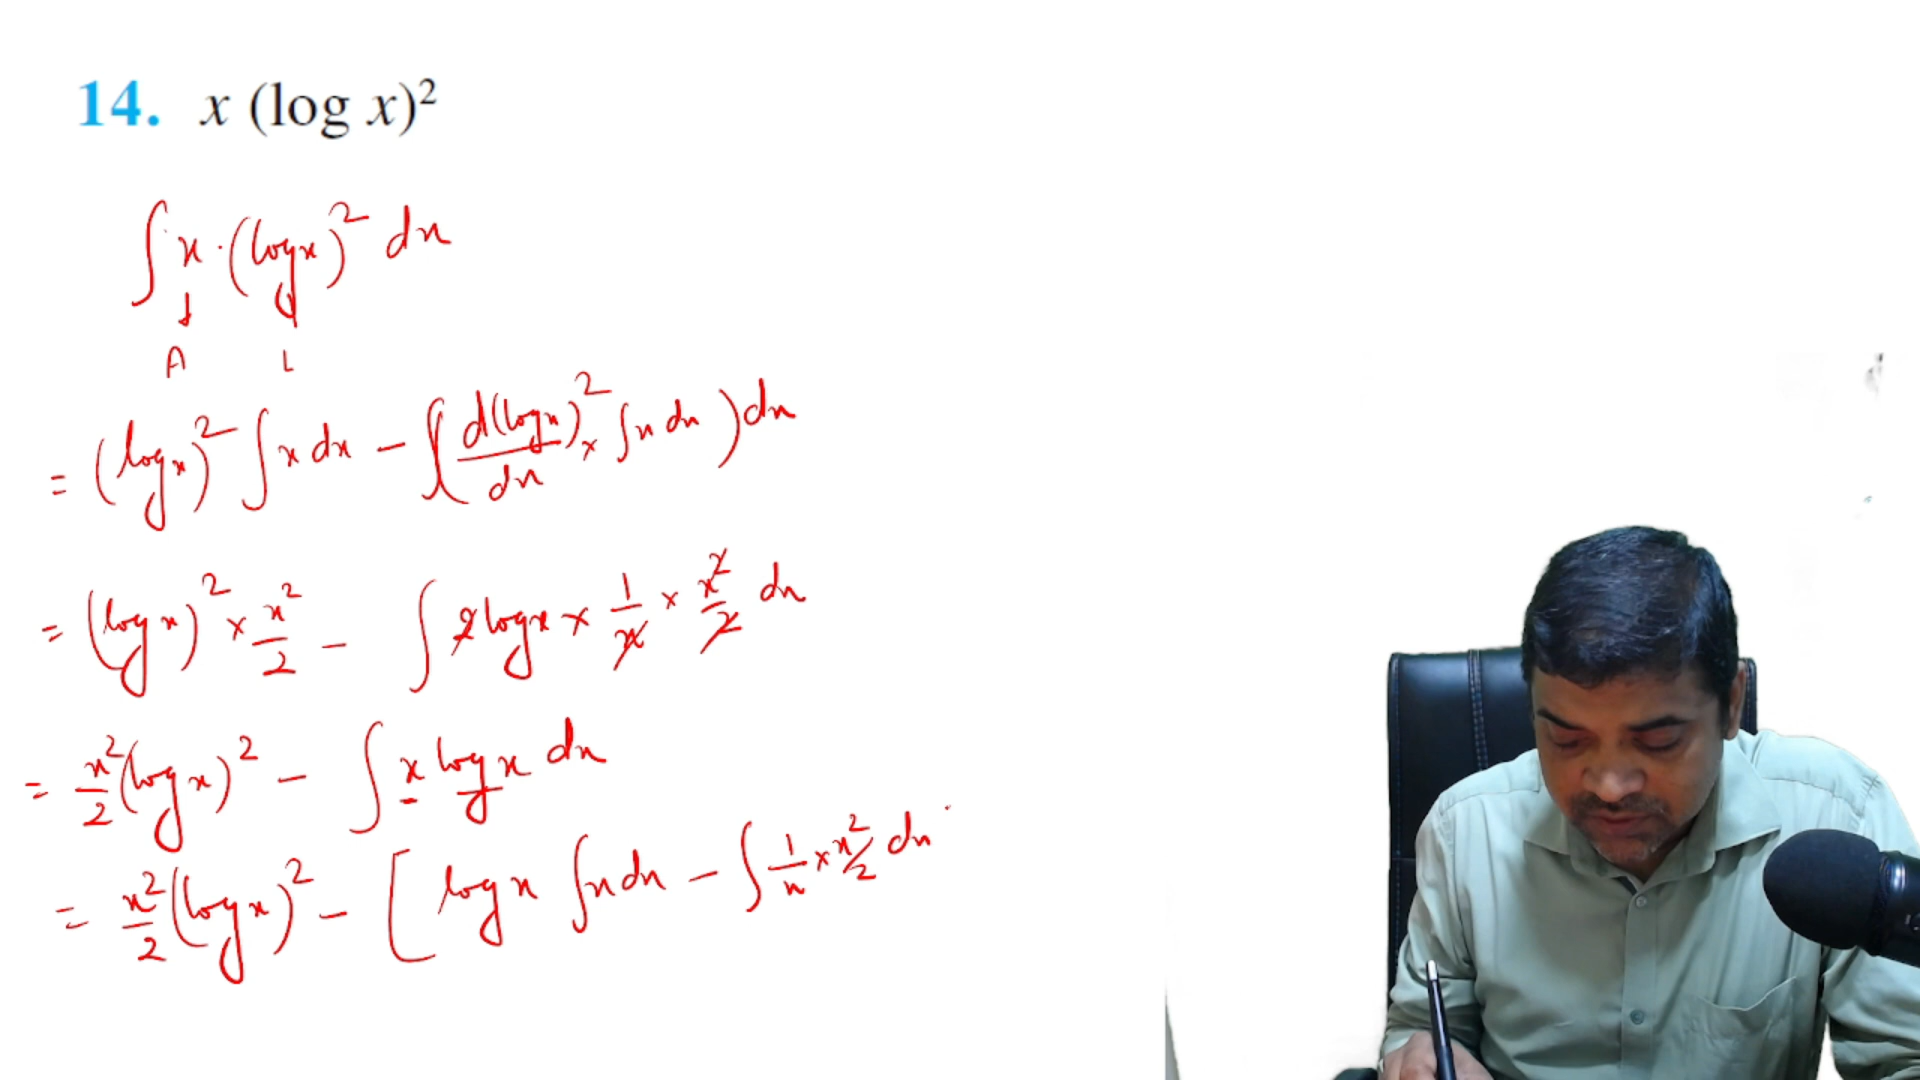 14. x (log x)²
∫ x · (log x)² dx
↓ ↓
A L
= (log x)² ∫ x dx − ∫( d(log x)²/dx × ∫ x dx ) dx
= (log x)² × x²/2 − ∫ 2 log x × 1/x × x²/2 dx
= x²/2 (log x)² − ∫ x log x dx
= x²/2 (log x)² − [ log x ∫ x dx − ∫ 1/x × x²/2 dx